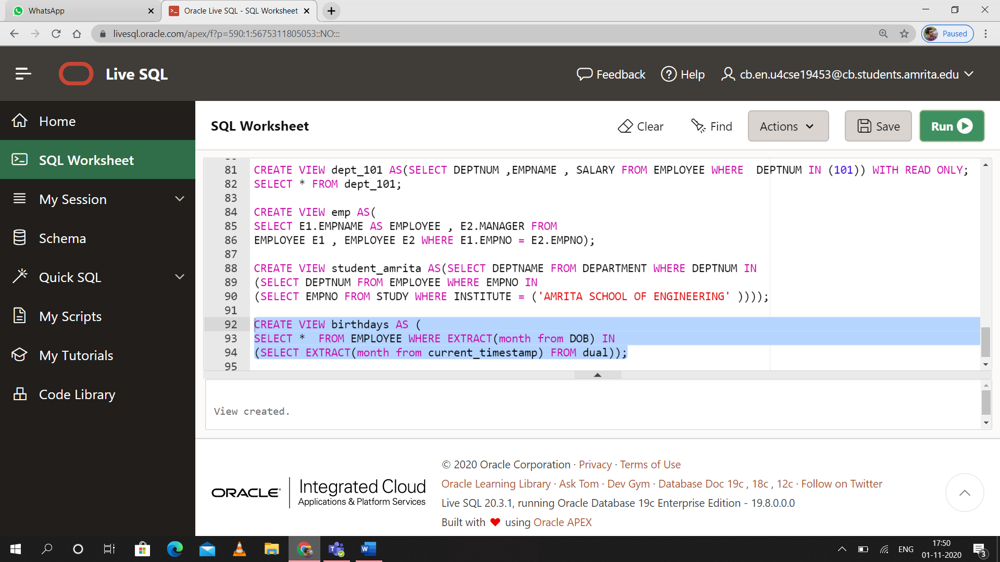 WhatsApp
Oracle Live SQL - SQL Worksheet
livesql.oracle.com/apex/f?p=590:1:5675311805053::NO:::
Paused
Live SQL
Feedback
Help
cb.en.u4cse19453@cb.students.amrita.edu
Home
SQL Worksheet
My Session
Schema
Quick SQL
My Scripts
My Tutorials
Code Library
SQL Worksheet
Clear
Find
Actions
Save
Run
81 CREATE VIEW dept_101 AS(SELECT DEPTNUM ,EMPNAME , SALARY FROM EMPLOYEE WHERE  DEPTNUM IN (101)) WITH READ ONLY;
82 SELECT * FROM dept_101;
83
84 CREATE VIEW emp AS(
85 SELECT E1.EMPNAME AS EMPLOYEE , E2.MANAGER FROM
86 EMPLOYEE E1 , EMPLOYEE E2 WHERE E1.EMPNO = E2.EMPNO);
87
88 CREATE VIEW student_amrita AS(SELECT DEPTNAME FROM DEPARTMENT WHERE DEPTNUM IN
89 (SELECT DEPTNUM FROM EMPLOYEE WHERE EMPNO IN
90 (SELECT EMPNO FROM STUDY WHERE INSTITUTE = ('AMRITA SCHOOL OF ENGINEERING' ))));
91
92 CREATE VIEW birthdays AS (
93 SELECT *  FROM EMPLOYEE WHERE EXTRACT(month from DOB) IN
94 (SELECT EXTRACT(month from current_timestamp) FROM dual));
95
View created.
ORACLE
Integrated Cloud
Applications & Platform Services
© 2020 Oracle Corporation · Privacy · Terms of Use
Oracle Learning Library · Ask Tom · Dev Gym · Database Doc 19c , 18c , 12c · Follow on Twitter
Live SQL 20.3.1, running Oracle Database 19c Enterprise Edition - 19.8.0.0.0
Built with ❤ using Oracle APEX
ENG
17:50
01-11-2020
3